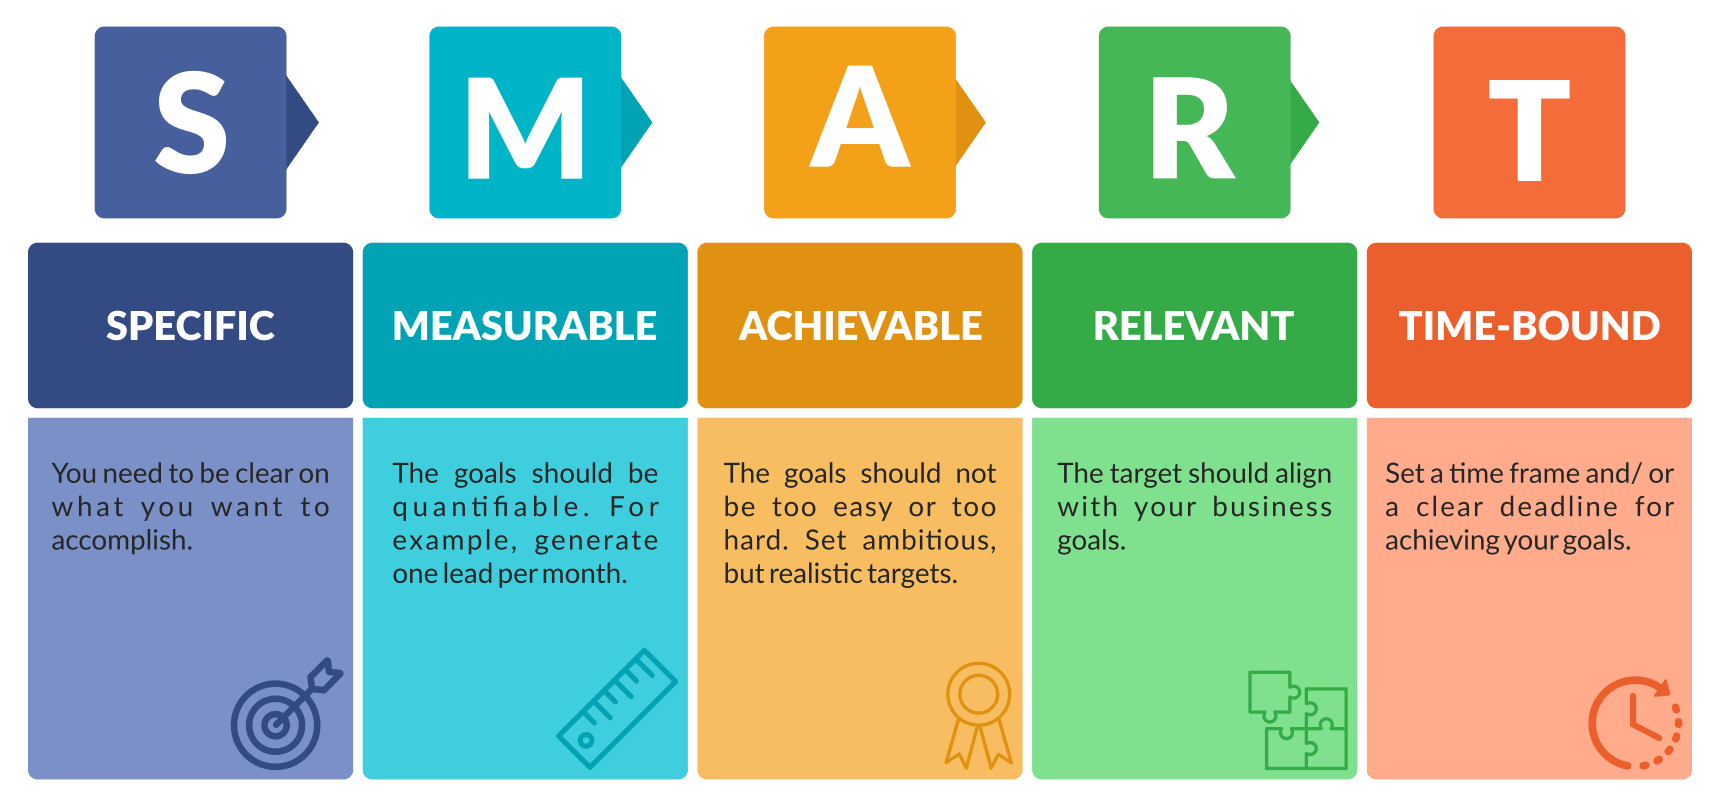 S
M
A
R
T
SPECIFIC
MEASURABLE
ACHIEVABLE
RELEVANT
TIME-BOUND
You need to be clear on
what you want to
accomplish.
The goals should be
quantifiable. For
example, generate
one lead per month.
The goals should not
be too easy or too
hard. Set ambitious,
but realistic targets.
The target should align
with your business
goals.
Set a time frame and/ or
a clear deadline for
achieving your goals.